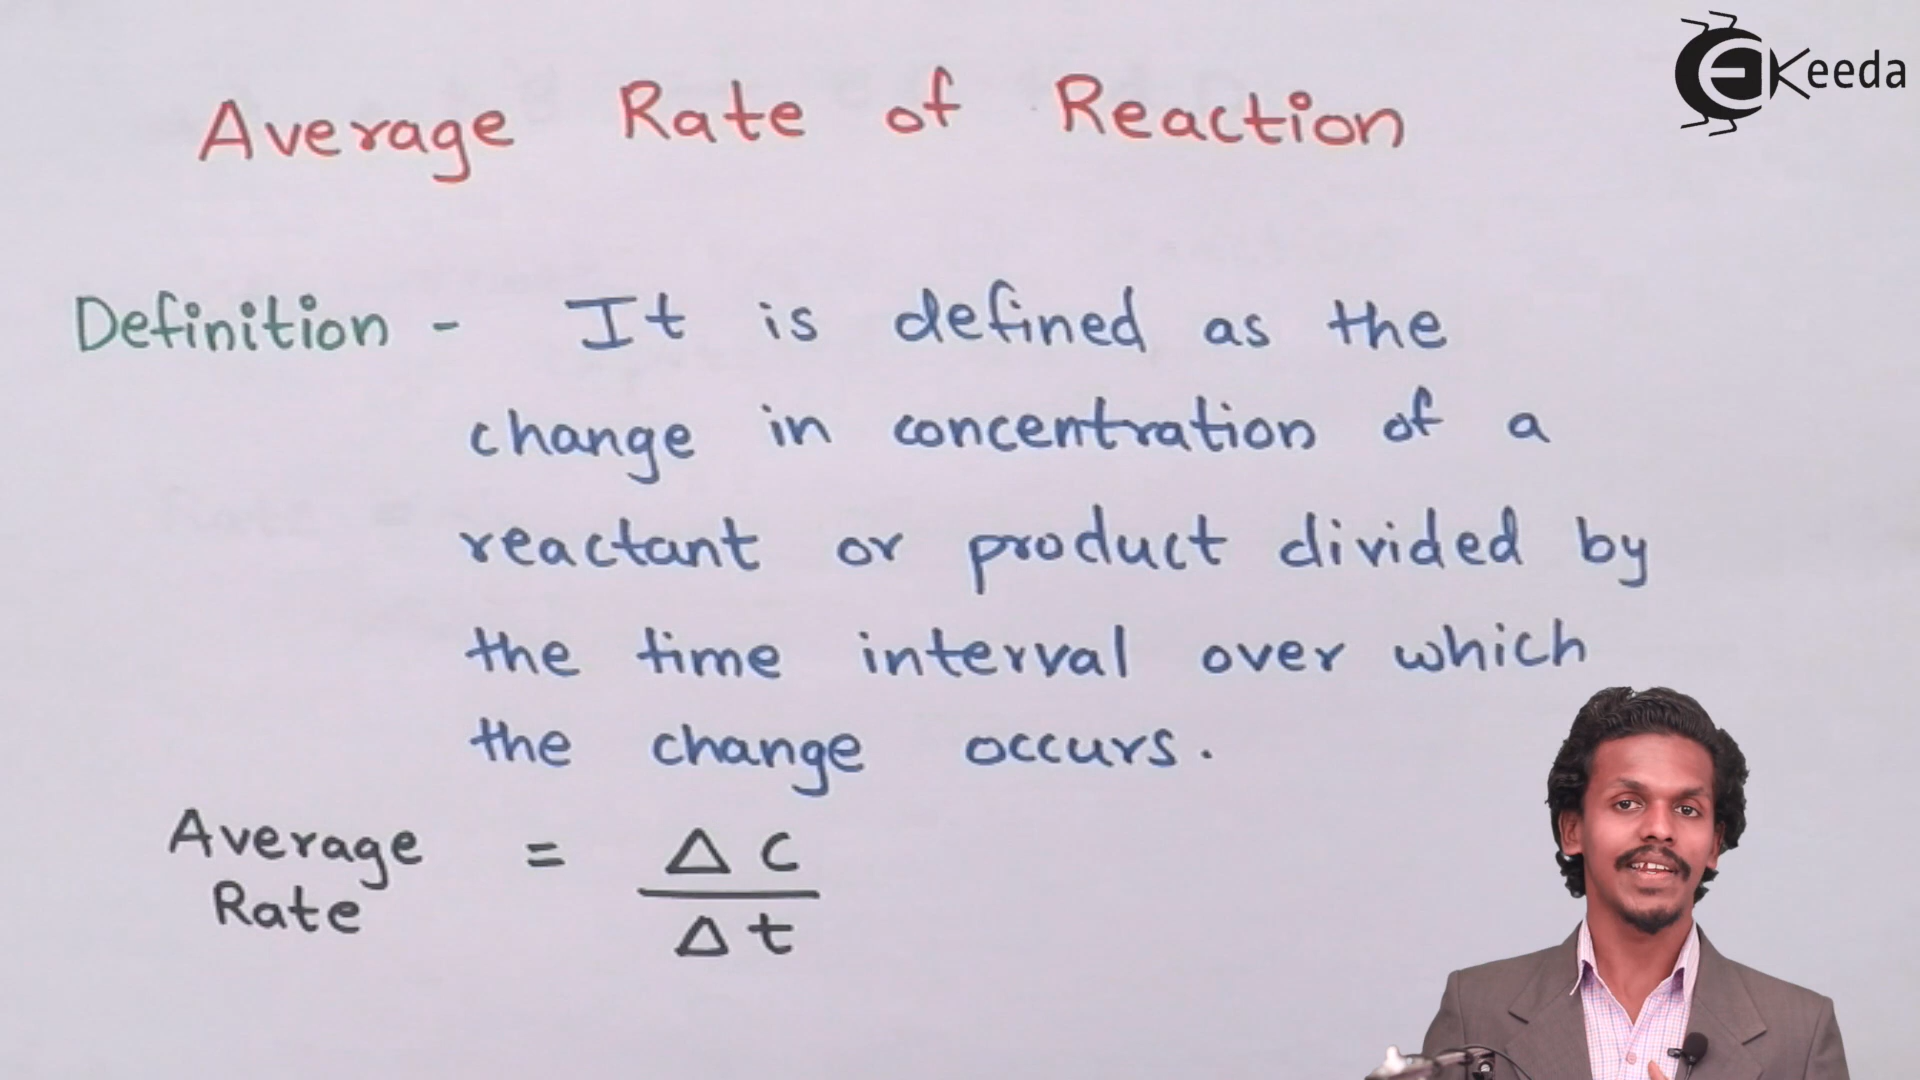 EKeeda
Average Rate of Reaction
Definition - It is defined as the
change in concentration of a
reactant or product divided by
the time interval over which
the change occurs.
Average Rate = Δc / Δt